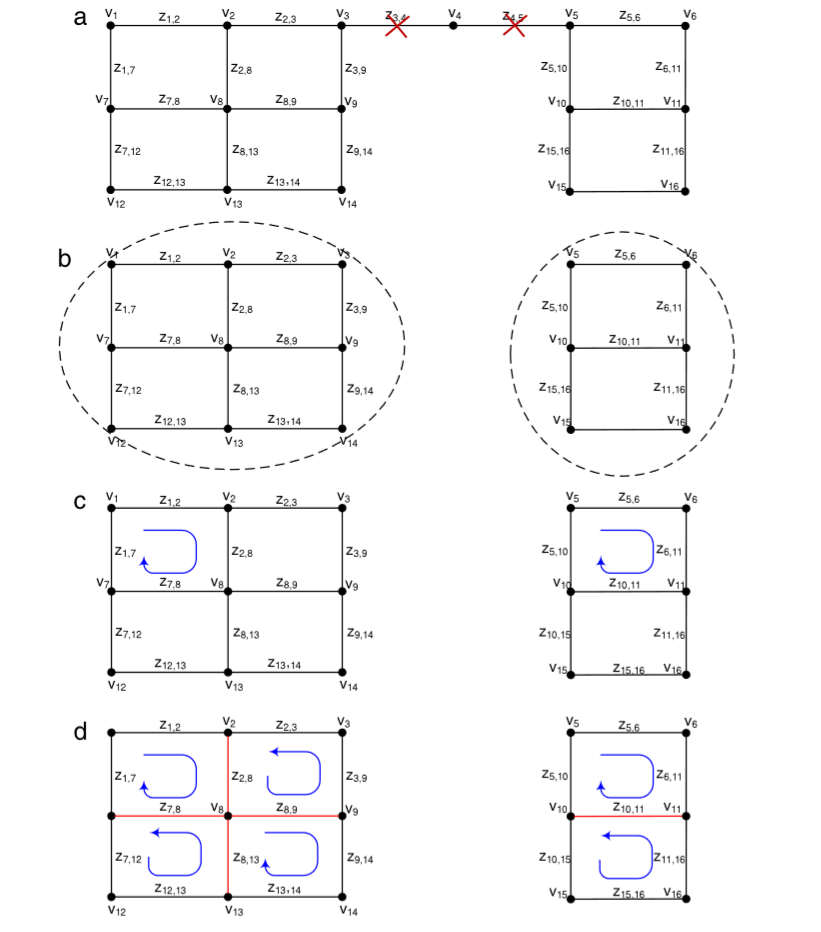 a v1 z1,2 v2 z2,3 v3 z3,4 v4 z4,5 v5 z5,6 v6
z1,7 z2,8 z3,9 z5,10 z6,11
v7 z7,8 v8 z8,9 v9 v10 z10,11 v11
z7,12 z8,13 z9,14 z15,16 z11,16
z12,13 z13,14 v15 v16
v12 v13 v14
b v1 z1,2 v2 z2,3 v3 v5 z5,6 v6
z1,7 z2,8 z3,9 z5,10 z6,11
v7 z7,8 v8 z8,9 v9 v10 z10,11 v11
z7,12 z8,13 z9,14 z15,16 z11,16
z12,13 z13,14 v15 v16
v12 v13 v14
c v1 z1,2 v2 z2,3 v3 v5 z5,6 v6
z1,7 z2,8 z3,9 z5,10 z6,11
v7 z7,8 v8 z8,9 v9 v10 z10,11 v11
z7,12 z8,13 z9,14 z10,15 z11,16
z12,13 z13,14 v15 z15,16 v16
v12 v13 v14
d z1,2 v2 z2,3 v3 v5 z5,6 v6
z1,7 z2,8 z3,9 z5,10 z6,11
z7,8 v8 z8,9 v9 v10 z10,11 v11
z7,12 z8,13 z9,14 z10,15 z11,16
z12,13 z13,14 v15 z15,16 v16
v12 v13 v14